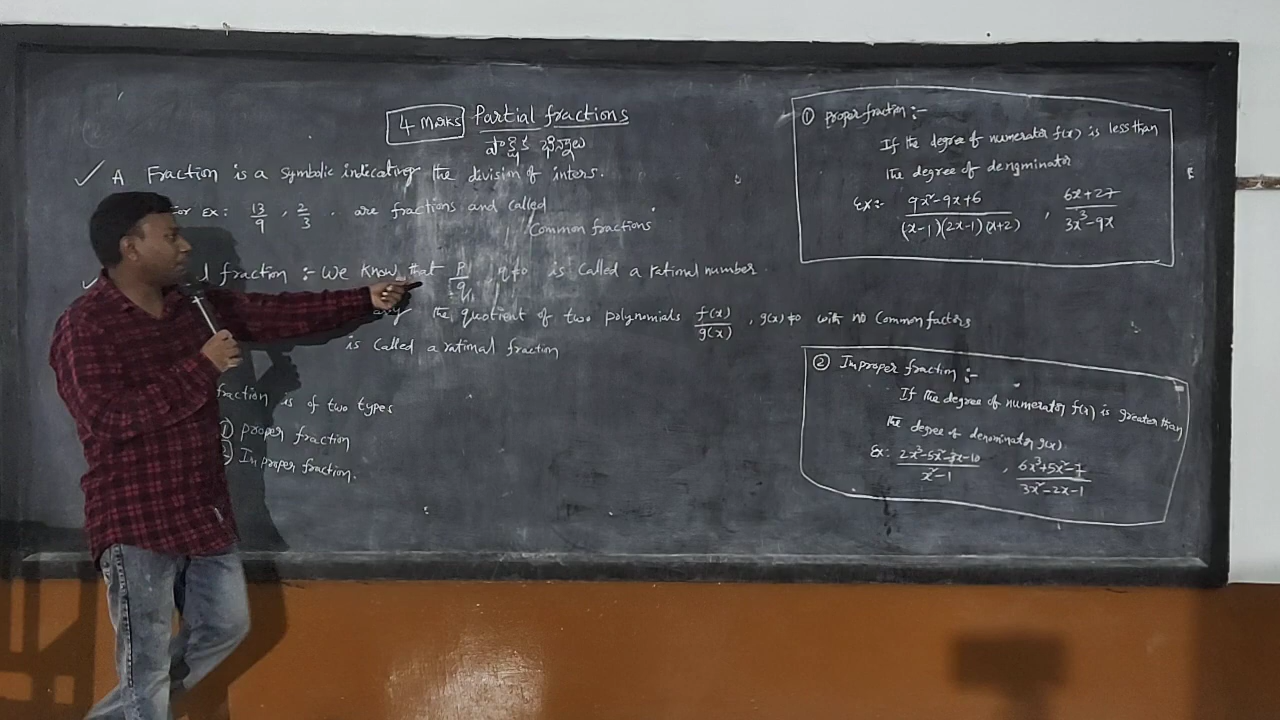 4 Marks Partial fractions
పాక్షిక భిన్నాలు
A Fraction is a symbolic indicating the division of inters.
For Ex: 13/9 , 2/3 . are fractions and called
Common fractions
l fraction :- We know that p/q , q≠0 is called a rational number.
the quotient of two polynomials f(x)/g(x) , g(x)≠0 with no Common factors
is called a rational fraction
fraction is of two types
① proper fraction
② Improper fraction.
① proper fraction :-
If the degree of numerator f(x) is less than
the degree of denominator
Ex:- 9x²-9x+6/(x-1)(2x-1)(x+2) , 6x+27/3x³-9x
② Improper fraction :-
If the degree of numerator f(x) is greater than
the degree of denominator g(x)
Ex: 2x³-5x²-3x-10/x²-1 , 6x³+5x²-7/3x²-2x-1